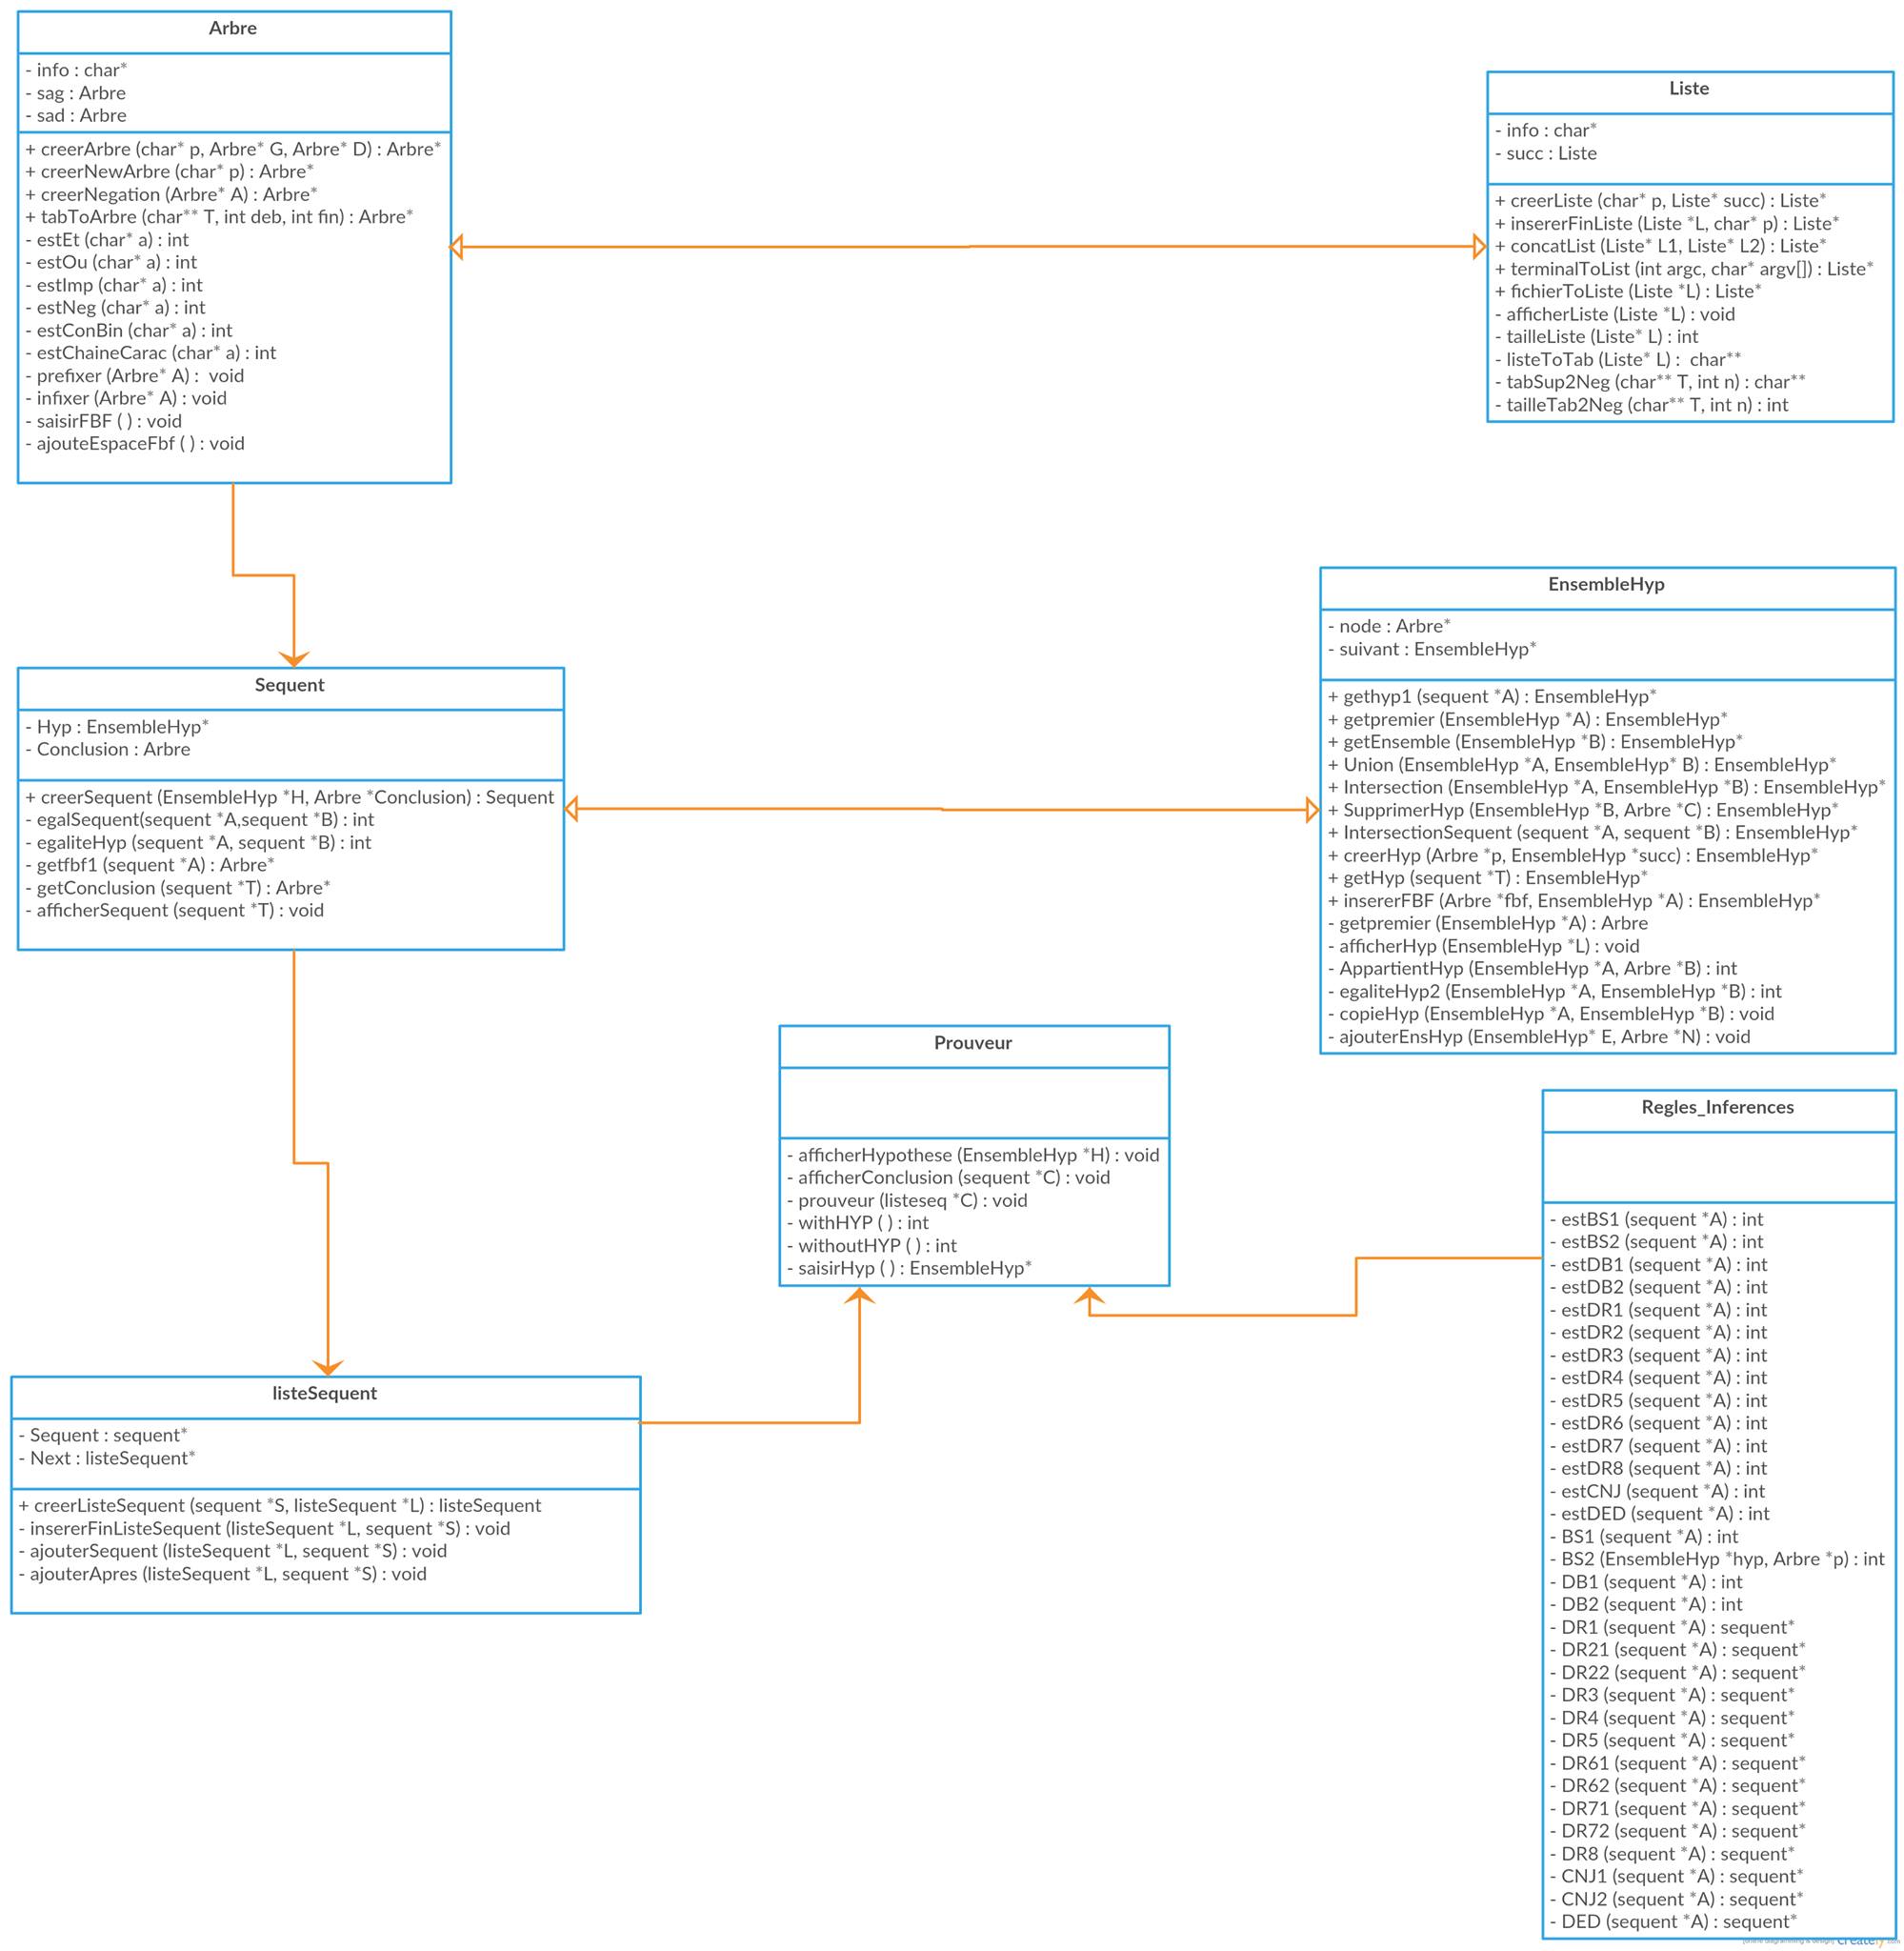 Arbre
- info : char*
- sag : Arbre
- sad : Arbre
+ creerArbre (char* p, Arbre* G, Arbre* D) : Arbre*
+ creerNewArbre (char* p) : Arbre*
+ creerNegation (Arbre* A) : Arbre*
+ tabToArbre (char** T, int deb, int fin) : Arbre*
- estEt (char* a) : int
- estOu (char* a) : int
- estImp (char* a) : int
- estNeg (char* a) : int
- estConBin (char* a) : int
- estChaineCarac (char* a) : int
- prefixer (Arbre* A) : void
- infixer (Arbre* A) : void
- saisirFBF ( ) : void
- ajouteEspaceFbf ( ) : void
Liste
- info : char*
- succ : Liste
+ creerListe (char* p, Liste* succ) : Liste*
+ insererFinListe (Liste *L, char* p) : Liste*
+ concatList (Liste* L1, Liste* L2) : Liste*
+ terminalToList (int argc, char* argv[]) : Liste*
+ fichierToListe (Liste *L) : Liste*
- afficherListe (Liste *L) : void
- tailleListe (Liste* L) : int
- listeToTab (Liste* L) : char**
- tabSup2Neg (char** T, int n) : char**
- tailleTab2Neg (char** T, int n) : int
Sequent
- Hyp : EnsembleHyp*
- Conclusion : Arbre
+ creerSequent (EnsembleHyp *H, Arbre *Conclusion) : Sequent
- egalSequent(sequent *A,sequent *B) : int
- egaliteHyp (sequent *A, sequent *B) : int
- getfbf1 (sequent *A) : Arbre*
- getConclusion (sequent *T) : Arbre*
- afficherSequent (sequent *T) : void
EnsembleHyp
- node : Arbre*
- suivant : EnsembleHyp*
+ gethyp1 (sequent *A) : EnsembleHyp*
+ getpremier (EnsembleHyp *A) : EnsembleHyp*
+ getEnsemble (EnsembleHyp *B) : EnsembleHyp*
+ Union (EnsembleHyp *A, EnsembleHyp* B) : EnsembleHyp*
+ Intersection (EnsembleHyp *A, EnsembleHyp *B) : EnsembleHyp*
+ SupprimerHyp (EnsembleHyp *B, Arbre *C) : EnsembleHyp*
+ IntersectionSequent (sequent *A, sequent *B) : EnsembleHyp*
+ creerHyp (Arbre *p, EnsembleHyp *succ) : EnsembleHyp*
+ getHyp (sequent *T) : EnsembleHyp*
+ insererFBF (Arbre *fbf, EnsembleHyp *A) : EnsembleHyp*
- getpremier (EnsembleHyp *A) : Arbre
- afficherHyp (EnsembleHyp *L) : void
- AppartientHyp (EnsembleHyp *A, Arbre *B) : int
- egaliteHyp2 (EnsembleHyp *A, EnsembleHyp *B) : int
- copieHyp (EnsembleHyp *A, EnsembleHyp *B) : void
- ajouterEnsHyp (EnsembleHyp* E, Arbre *N) : void
Prouveur
- afficherHypothese (EnsembleHyp *H) : void
- afficherConclusion (sequent *C) : void
- prouveur (listeseq *C) : void
- withHYP ( ) : int
- withoutHYP ( ) : int
- saisirHyp ( ) : EnsembleHyp*
listeSequent
- Sequent : sequent*
- Next : listeSequent*
+ creerListeSequent (sequent *S, listeSequent *L) : listeSequent
- insererFinListeSequent (listeSequent *L, sequent *S) : void
- ajouterSequent (listeSequent *L, sequent *S) : void
- ajouterApres (listeSequent *L, sequent *S) : void
Regles_Inferences
- estBS1 (sequent *A) : int
- estBS2 (sequent *A) : int
- estDB1 (sequent *A) : int
- estDB2 (sequent *A) : int
- estDR1 (sequent *A) : int
- estDR2 (sequent *A) : int
- estDR3 (sequent *A) : int
- estDR4 (sequent *A) : int
- estDR5 (sequent *A) : int
- estDR6 (sequent *A) : int
- estDR7 (sequent *A) : int
- estDR8 (sequent *A) : int
- estCNJ (sequent *A) : int
- estDED (sequent *A) : int
- BS1 (sequent *A) : int
- BS2 (EnsembleHyp *hyp, Arbre *p) : int
- DB1 (sequent *A) : int
- DB2 (sequent *A) : int
- DR1 (sequent *A) : sequent*
- DR21 (sequent *A) : sequent*
- DR22 (sequent *A) : sequent*
- DR3 (sequent *A) : sequent*
- DR4 (sequent *A) : sequent*
- DR5 (sequent *A) : sequent*
- DR61 (sequent *A) : sequent*
- DR62 (sequent *A) : sequent*
- DR71 (sequent *A) : sequent*
- DR72 (sequent *A) : sequent*
- DR8 (sequent *A) : sequent*
- CNJ1 (sequent *A) : sequent*
- CNJ2 (sequent *A) : sequent*
- DED (sequent *A) : sequent*
[online diagramming & design] creately.com